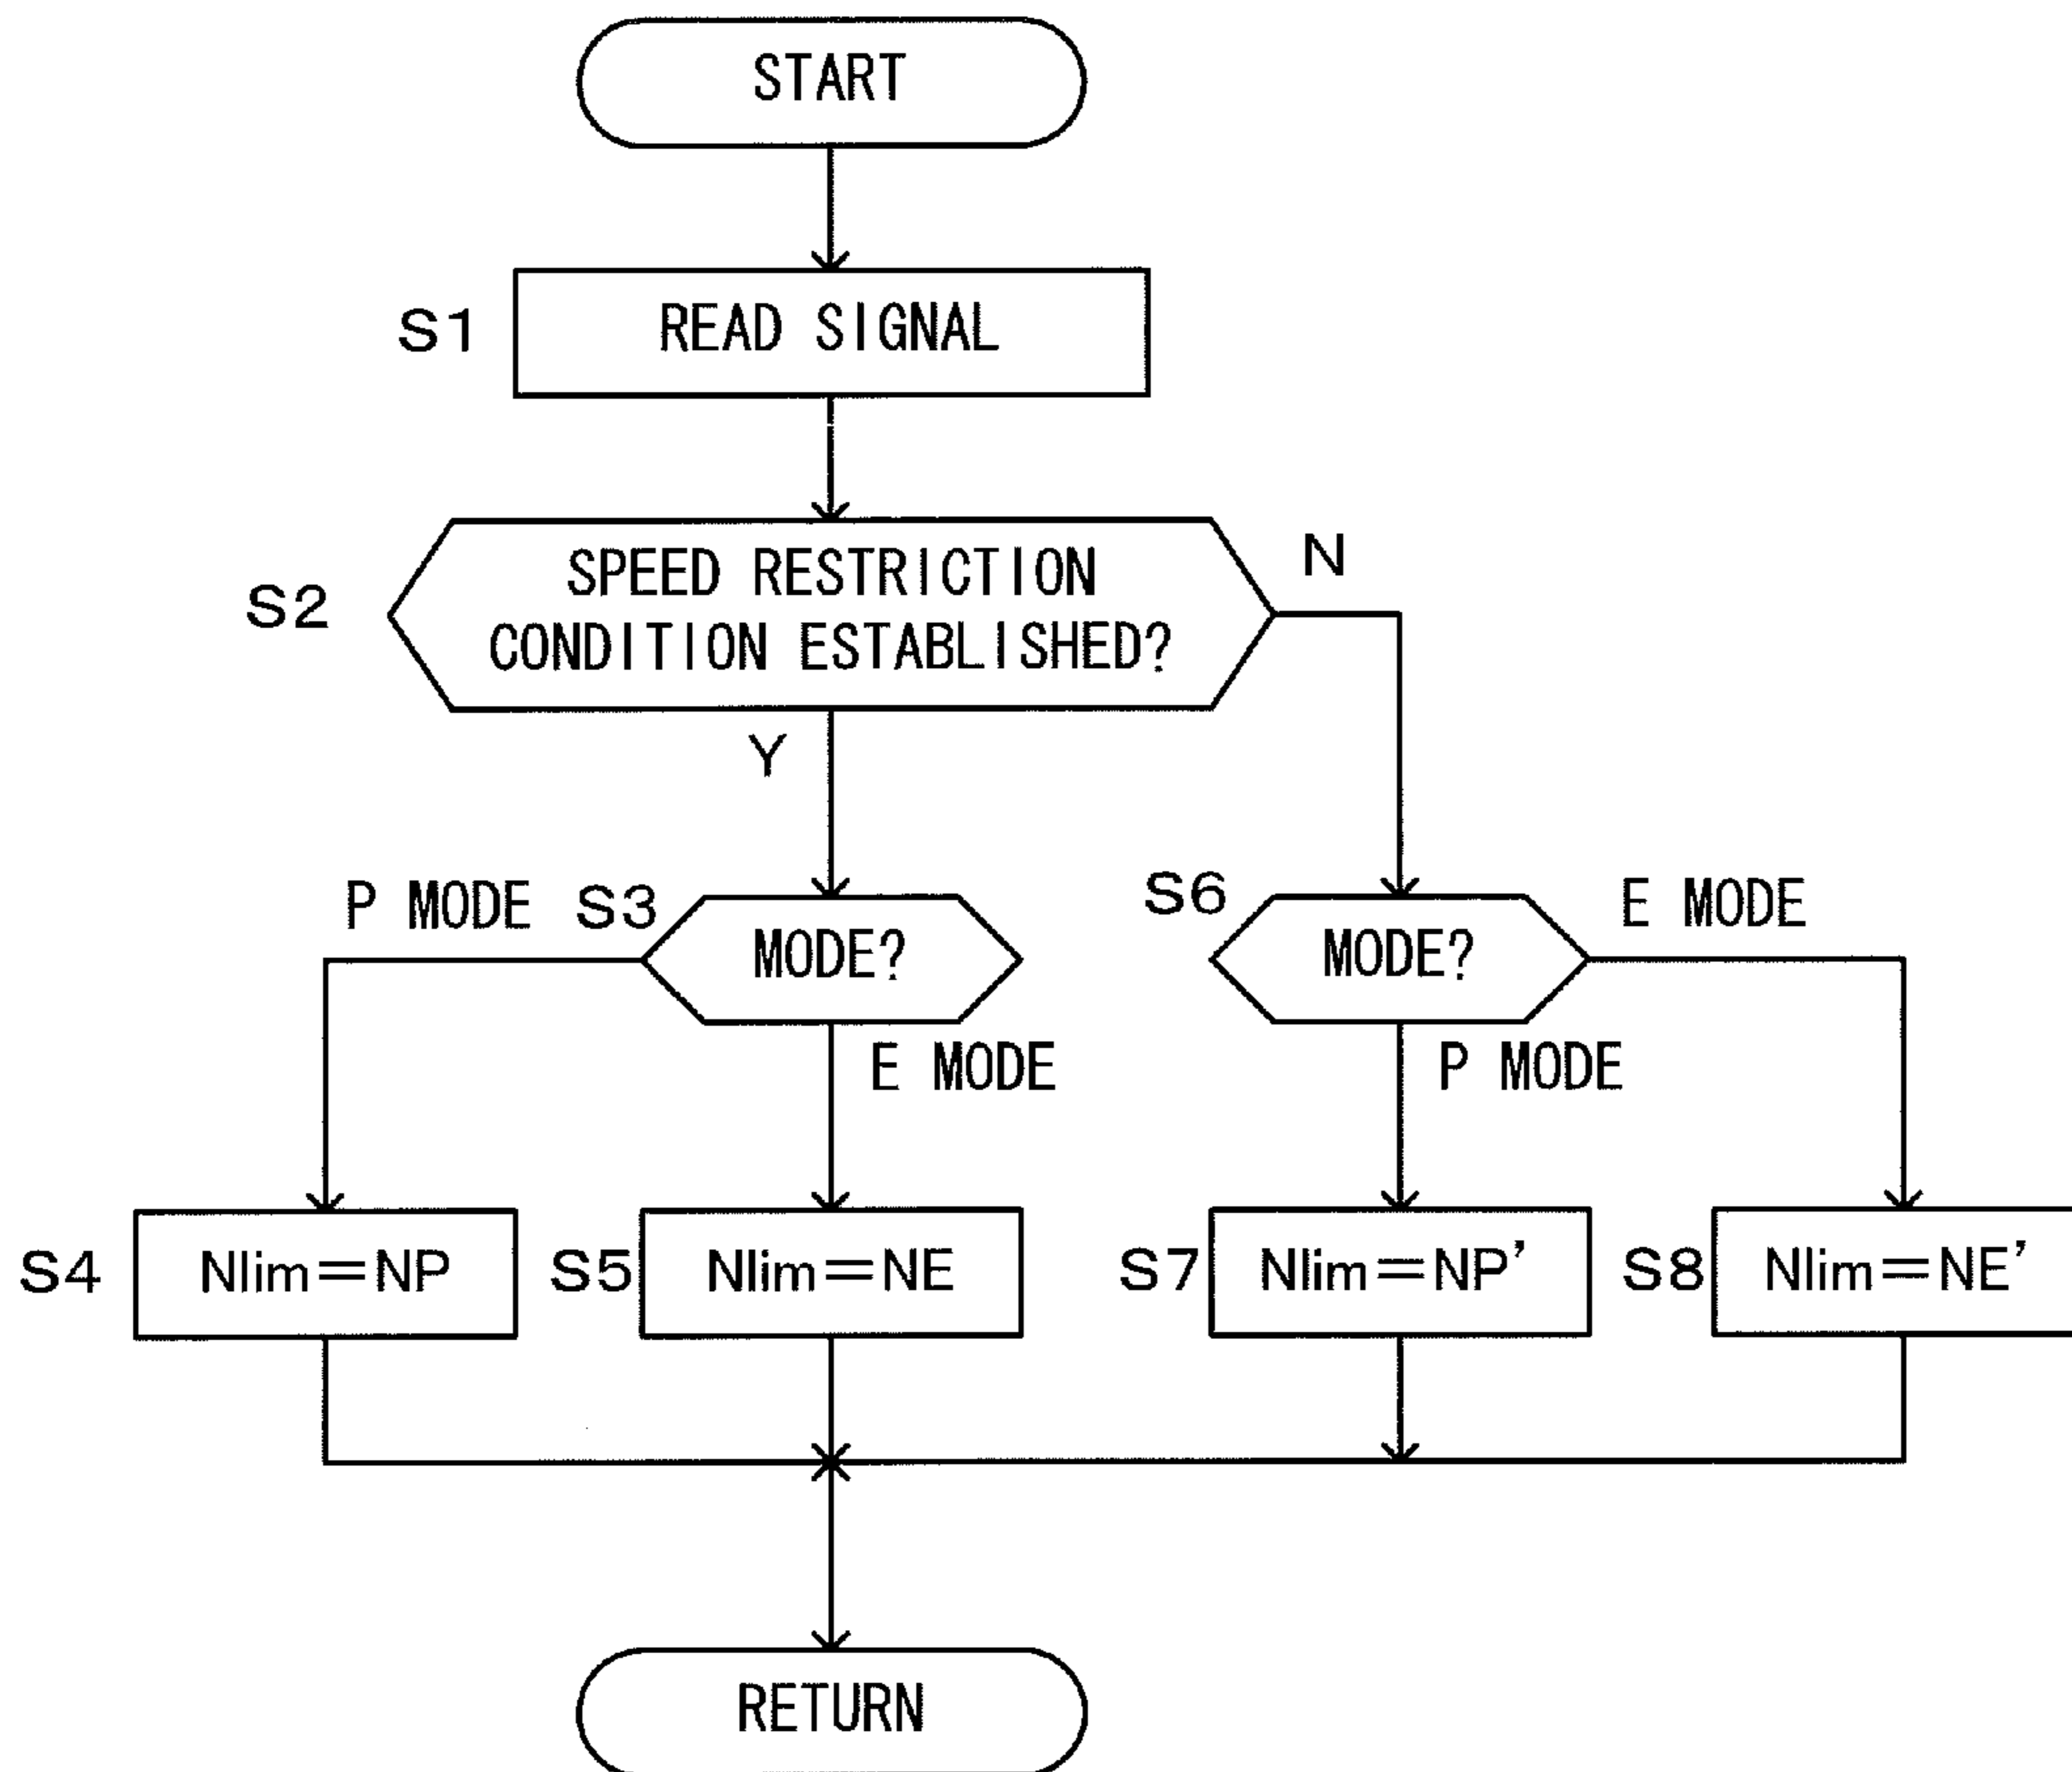 START
S1
READ SIGNAL
S2
SPEED RESTRICTION
CONDITION ESTABLISHED?
N
Y
P MODE
S3
MODE?
E MODE
S6
MODE?
E MODE
P MODE
S4
Nlim=NP
S5
Nlim=NE
S7
Nlim=NP’
S8
Nlim=NE’
RETURN